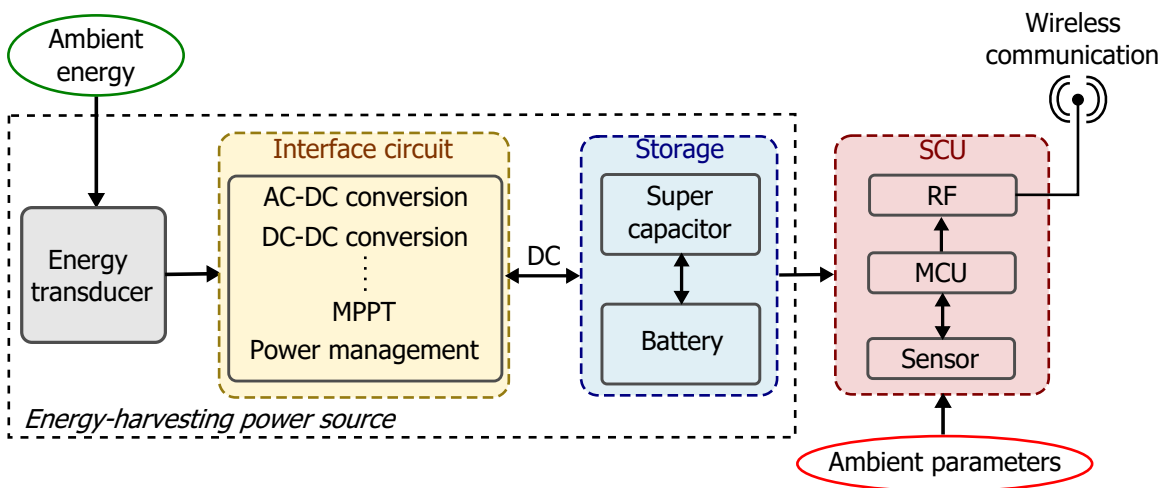 Ambient
energy
Wireless
communication
Interface circuit
AC-DC conversion
DC-DC conversion
MPPT
Power management
Energy
transducer
DC
Storage
Super
capacitor
Battery
SCU
RF
MCU
Sensor
Energy-harvesting power source
Ambient parameters